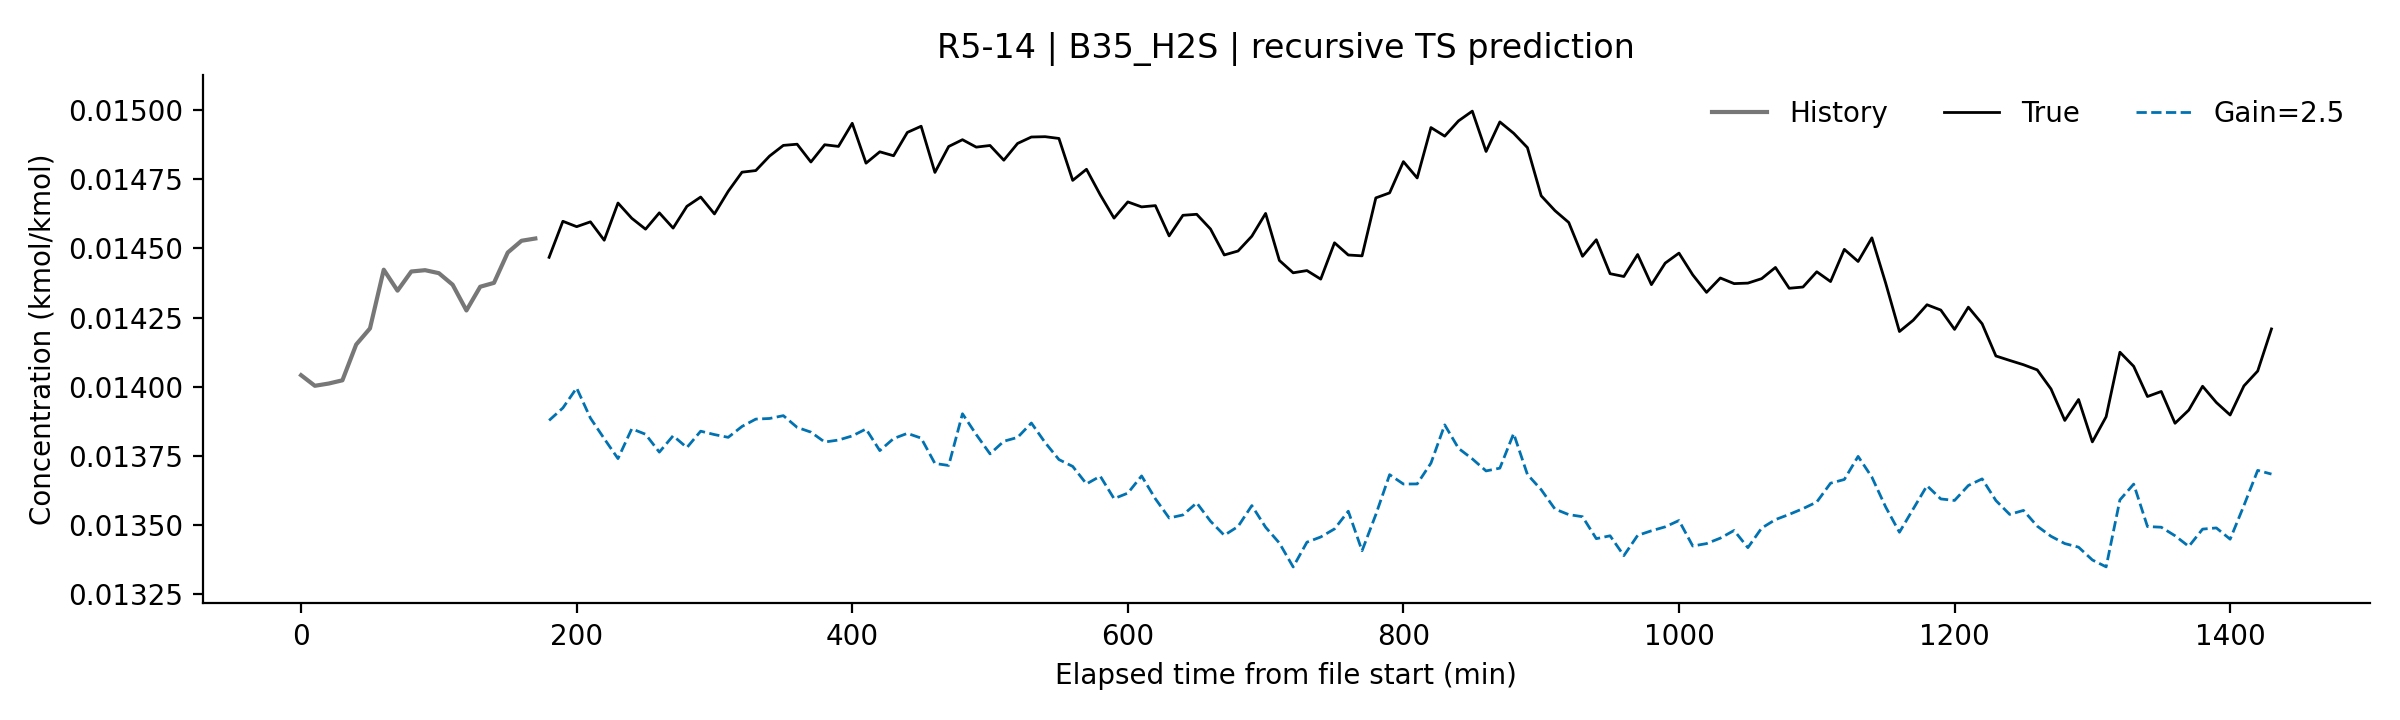 R5-14 | B35_H2S | recursive TS prediction
History
True
Gain=2.5
Concentration (kmol/kmol)
0.01500
0.01475
0.01450
0.01425
0.01400
0.01375
0.01350
0.01325
0
200
400
600
800
1000
1200
1400
Elapsed time from file start (min)